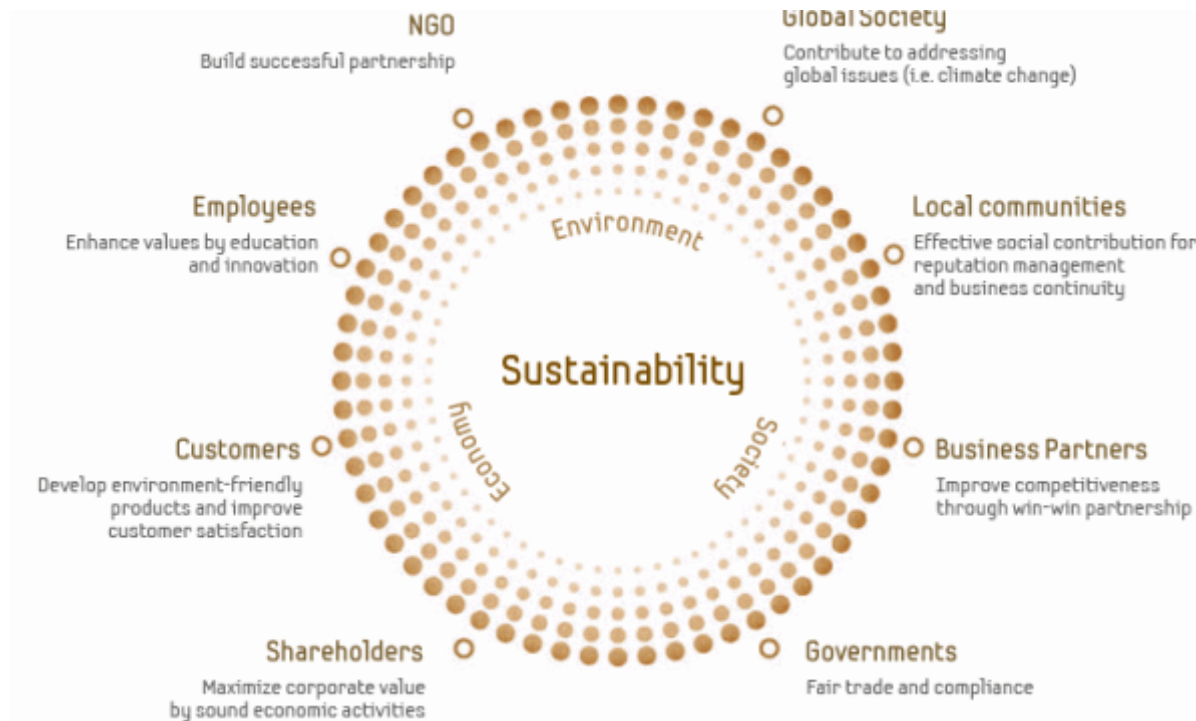 NGO
Build successful partnership
Global Society
Contribute to addressing
global issues (i.e. climate change)
Employees
Enhance values by education
and innovation
Local communities
Effective social contribution for
reputation management
and business continuity
Environment
Sustainability
Economy
Society
Customers
Develop environment-friendly
products and improve
customer satisfaction
Business Partners
Improve competitiveness
through win-win partnership
Shareholders
Maximize corporate value
by sound economic activities
Governments
Fair trade and compliance